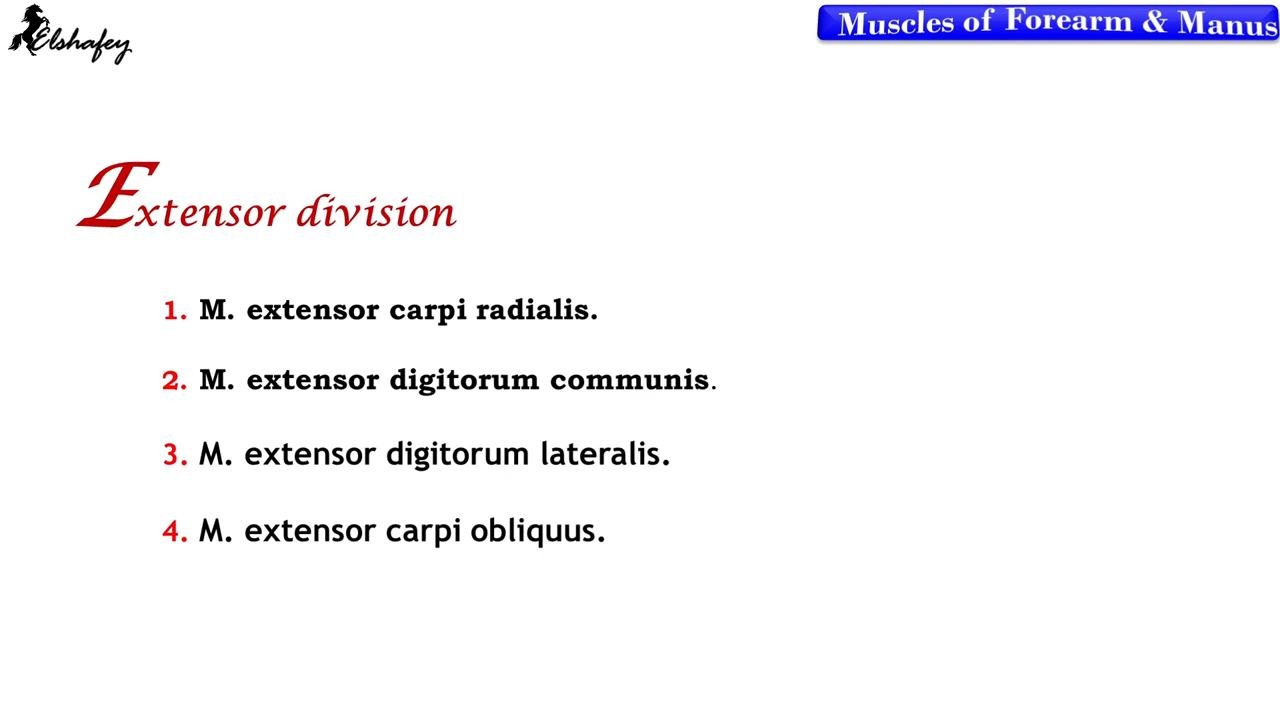 Elshafey
Muscles of Forearm & Manus
Extensor division
1. M. extensor carpi radialis.
2. M. extensor digitorum communis.
3. M. extensor digitorum lateralis.
4. M. extensor carpi obliquus.